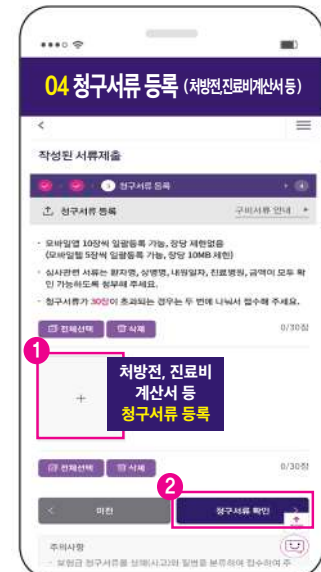 04 청구서류 등록 (처방전,진료비계산서 등)
작성된 서류제출
3 청구서류 등록
4
청구서류 등록
구비서류 안내
- 모바일앱 10장씩 일괄등록 가능, 장당 제한없음
(모바일웹 5장씩 일괄등록 가능, 장당 10MB 제한)
- 심사관련 서류는 환자명, 상병명, 내원일자, 진료병원, 금액이 모두 확
인 가능하도록 첨부해 주세요.
- 청구서류가 30장이 초과되는 경우는 두 번에 나눠서 접수해 주세요.
전체선택 삭제 0/30장
1
+
처방전, 진료비
계산서 등
청구서류 등록
전체선택 삭제 0/30장
2
< 이전
청구서류 확인 >
주의사항